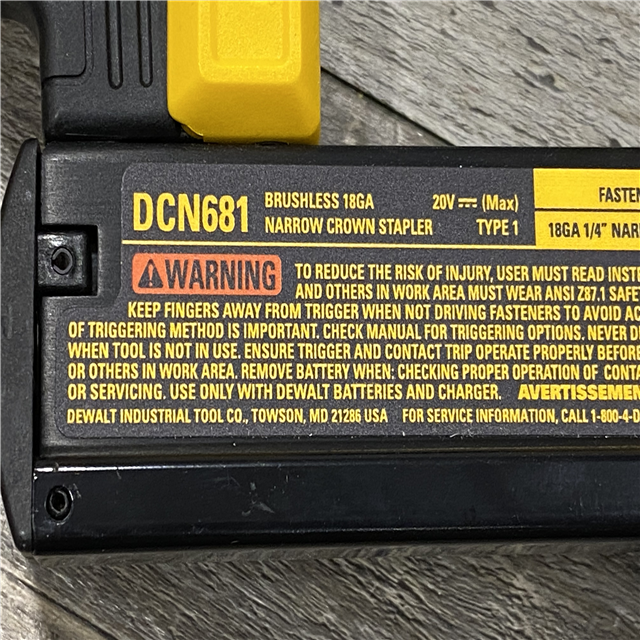 DCN681 BRUSHLESS 18GA 20V (Max)
NARROW CROWN STAPLER TYPE 1
FASTEN
18GA 1/4" NAR
WARNING TO REDUCE THE RISK OF INJURY, USER MUST READ INST
AND OTHERS IN WORK AREA MUST WEAR ANSI Z87.1 SAFE
KEEP FINGERS AWAY FROM TRIGGER WHEN NOT DRIVING FASTENERS TO AVOID AC
OF TRIGGERING METHOD IS IMPORTANT. CHECK MANUAL FOR TRIGGERING OPTIONS. NEVER D
WHEN TOOL IS NOT IN USE. ENSURE TRIGGER AND CONTACT TRIP OPERATE PROPERLY BEFORE
OR OTHERS IN WORK AREA. REMOVE BATTERY WHEN: CHECKING PROPER OPERATION OF CONTA
OR SERVICING. USE ONLY WITH DEWALT BATTERIES AND CHARGER. AVERTISSEMEN
DEWALT INDUSTRIAL TOOL CO., TOWSON, MD 21286 USA FOR SERVICE INFORMATION, CALL 1-800-4-D